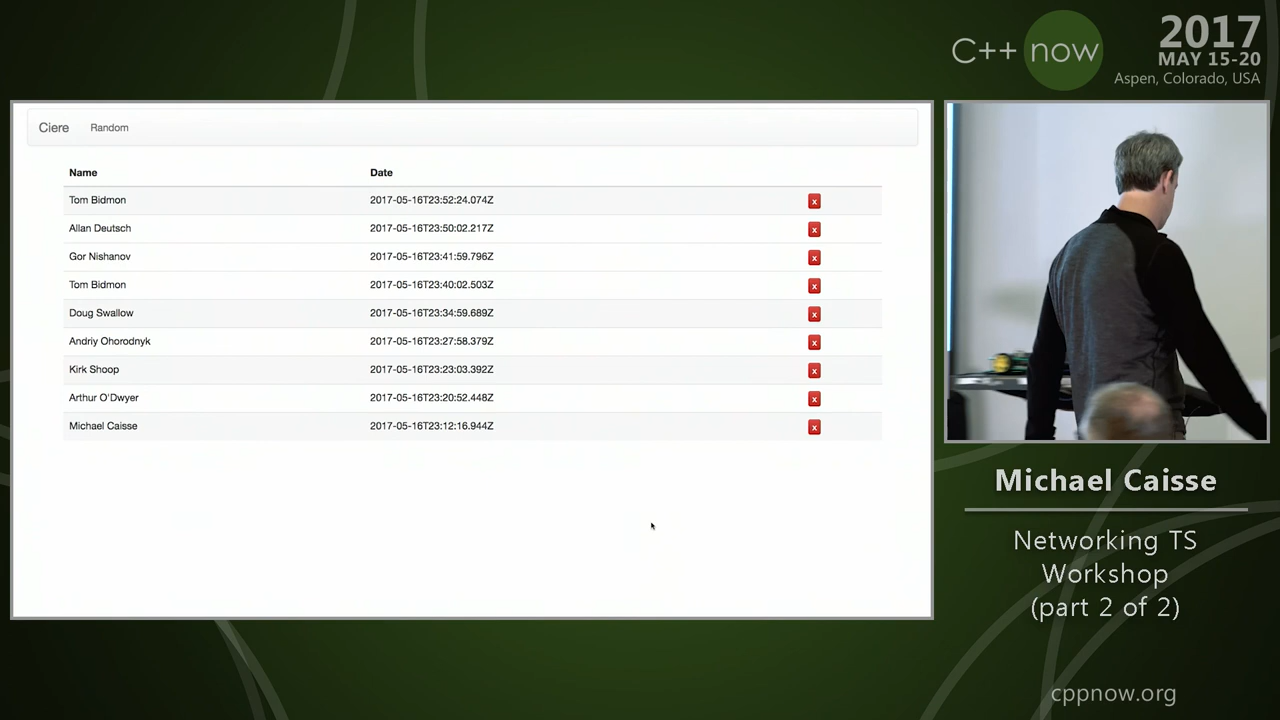 C++ now
2017
MAY 15-20
Aspen, Colorado, USA
Ciere Random
Name Date
Tom Bidmon 2017-05-16T23:52:24.074Z x
Allan Deutsch 2017-05-16T23:50:02.217Z x
Gor Nishanov 2017-05-16T23:41:59.796Z x
Tom Bidmon 2017-05-16T23:40:02.503Z x
Doug Swallow 2017-05-16T23:34:59.689Z x
Andriy Ohorodnyk 2017-05-16T23:27:58.379Z x
Kirk Shoop 2017-05-16T23:23:03.392Z x
Arthur O'Dwyer 2017-05-16T23:20:52.448Z x
Michael Caisse 2017-05-16T23:12:16.944Z x
Michael Caisse
Networking TS
Workshop
(part 2 of 2)
cppnow.org